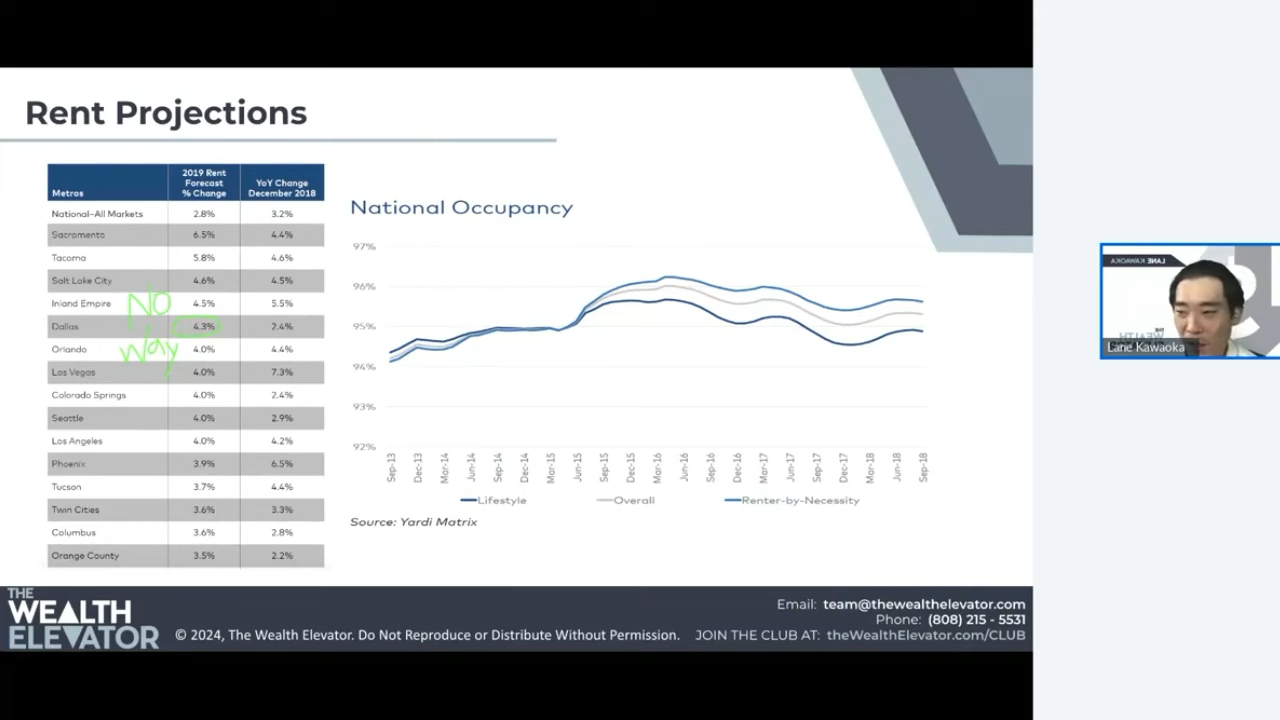 Rent Projections
Metros 2019 Rent Forecast % Change YoY Change December 2018
National–All Markets 2.8% 3.2%
Sacramento 6.5% 4.4%
Tacoma 5.8% 4.6%
Salt Lake City 4.6% 4.5%
Inland Empire 4.5% 5.5%
Dallas 4.3% 2.4%
Orlando 4.0% 4.4%
Las Vegas 4.0% 7.3%
Colorado Springs 4.0% 2.4%
Seattle 4.0% 2.9%
Los Angeles 4.0% 4.2%
Phoenix 3.9% 6.5%
Tucson 3.7% 4.4%
Twin Cities 3.6% 3.3%
Columbus 3.6% 2.8%
Orange County 3.5% 2.2%
No
way
National Occupancy
97%
96%
95%
94%
93%
92%
Sep-13 Dec-13 Mar-14 Jun-14 Sep-14 Dec-14 Mar-15 Jun-15 Sep-15 Dec-15 Mar-16 Jun-16 Sep-16 Dec-16 Mar-17 Jun-17 Sep-17 Dec-17 Mar-18 Jun-18 Sep-18
Lifestyle Overall Renter-by-Necessity
Source: Yardi Matrix
LANE KAWAOKA
THE
Lane Kawaoka
THE
WEALTH
ELEVATOR
© 2024, The Wealth Elevator. Do Not Reproduce or Distribute Without Permission.
Email: team@thewealthelevator.com
Phone: (808) 215 - 5531
JOIN THE CLUB AT: theWealthElevator.com/CLUB